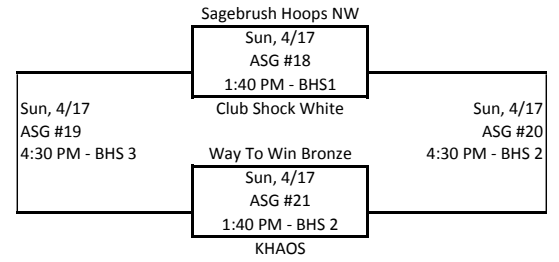 Sagebrush Hoops NW
Sun, 4/17
ASG #18
1:40 PM - BHS1
Club Shock White
Sun, 4/17
ASG #19
4:30 PM - BHS 3
Sun, 4/17
ASG #20
4:30 PM - BHS 2
Way To Win Bronze
Sun, 4/17
ASG #21
1:40 PM - BHS 2
KHAOS